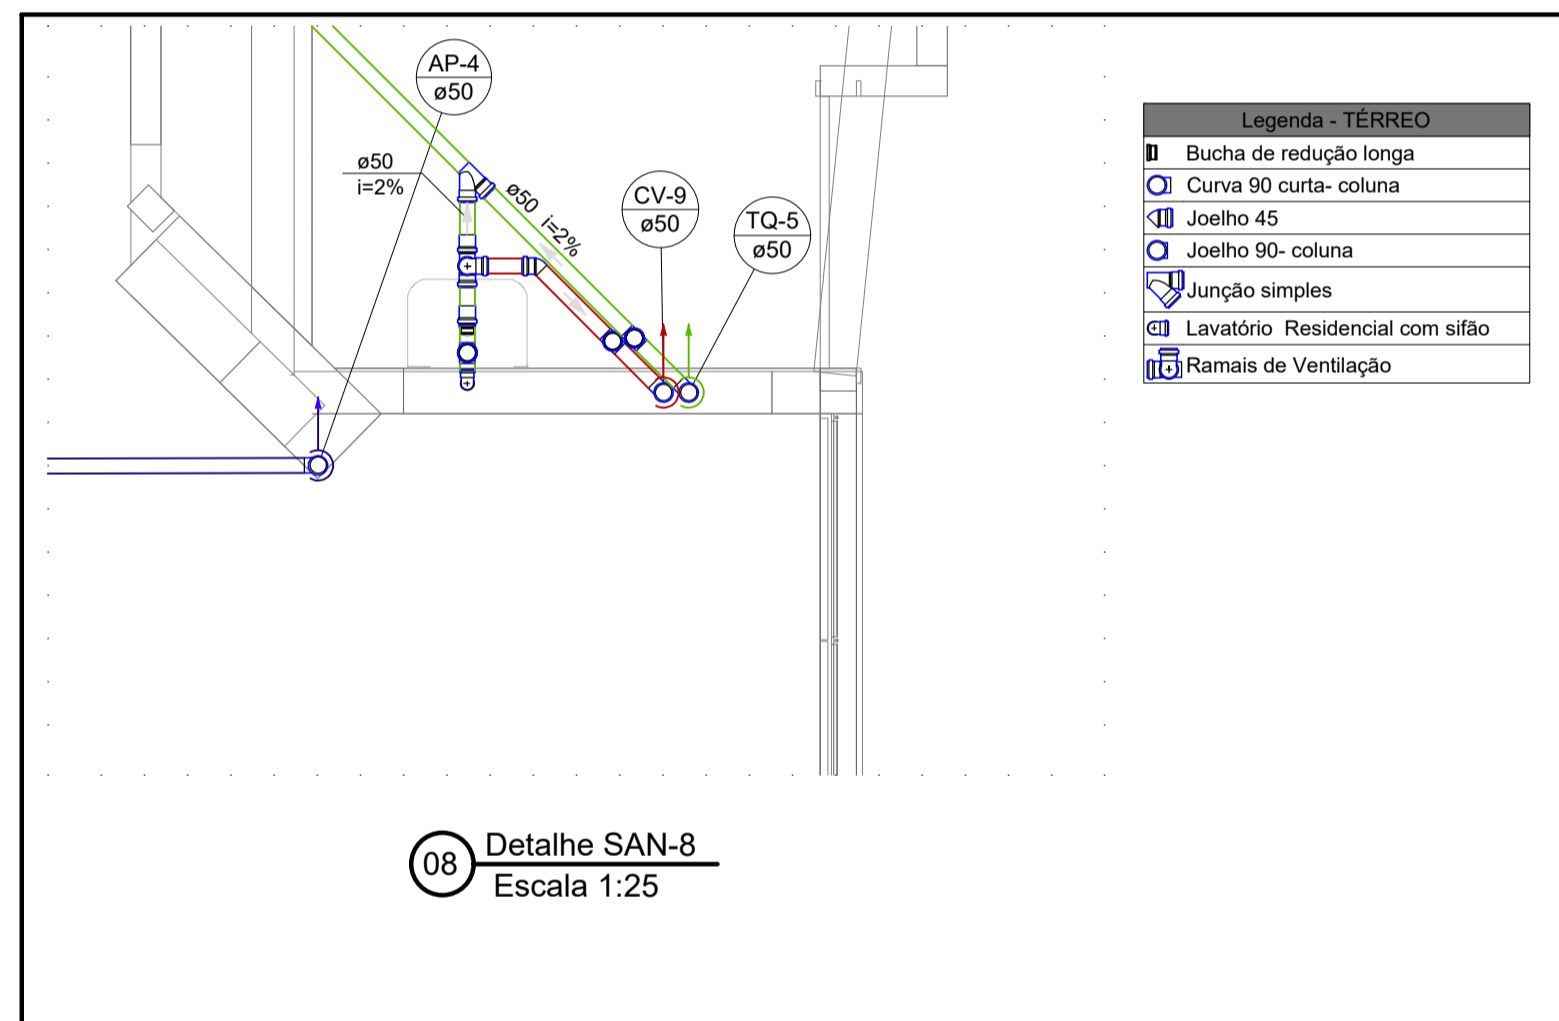 AP-4
ø50
ø50
i=2%
ø50 i=2%
CV-9
ø50
TQ-5
ø50
Legenda - TÉRREO
Bucha de redução longa
Curva 90 curta- coluna
Joelho 45
Joelho 90- coluna
Junção simples
Lavatório Residencial com sifão
Ramais de Ventilação
08
Detalhe SAN-8
Escala 1:25